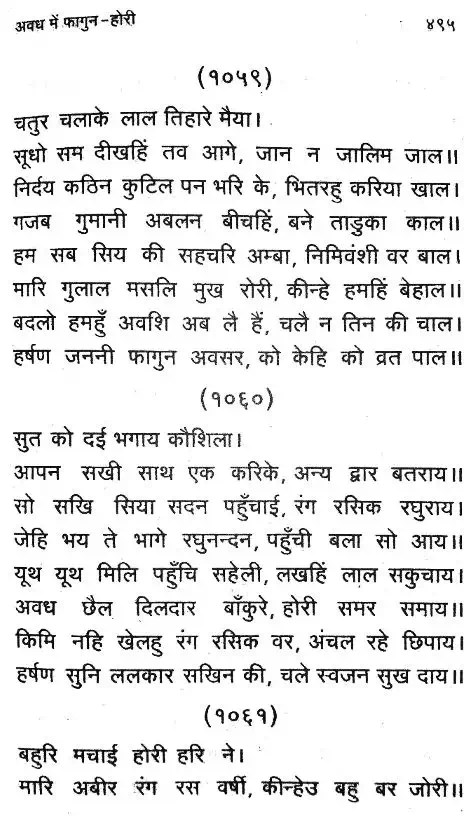 अवध में फागुन-होरी ४९५
(१०५९)
चतुर चलाके लाल तिहारे मैया।
सूधो सम दीखहिं तव आगे, जान न जालिम जाल॥
निर्दय कठिन कुटिल पन भरि के, भितरहु करिया खाल।
गजब गुमानी अबलन बीचहिं, बने ताडुका काल॥
हम सब सिय की सहचरि अम्बा, निमिवंशी वर बाल।
मारि गुलाल मसलि मुख रोरी, कीन्हे हमहिं बेहाल॥
बदलो हमहुँ अवशि अब लै हैं, चलै न तिन की चाल।
हर्षण जननी फागुन अवसर, को केहि को व्रत पाल॥
(१०६०)
सुत को दई भगाय कौशिला।
आपन सखी साथ एक करिके, अन्य द्वार बतराय॥
सो सखि सिया सदन पहुँचाई, रंग रसिक रघुराय।
जेहि भय ते भागे रघुनन्दन, पहुँची बला सो आय॥
यूथ यूथ मिलि पहुँचि सहेली, लखहिं लाल सकुचाय।
अवध छैल दिलदार बाँकुरे, होरी समर समाय॥
किमि नहि खेलहु रंग रसिक वर, अंचल रहे छिपाय।
हर्षण सुनि ललकार सखिन की, चले स्वजन सुख दाय॥
(१०६१)
बहुरि मचाई होरी हरि ने।
मारि अबीर रंग रस वर्षी, कीन्हेउ बहु बर जोरी॥